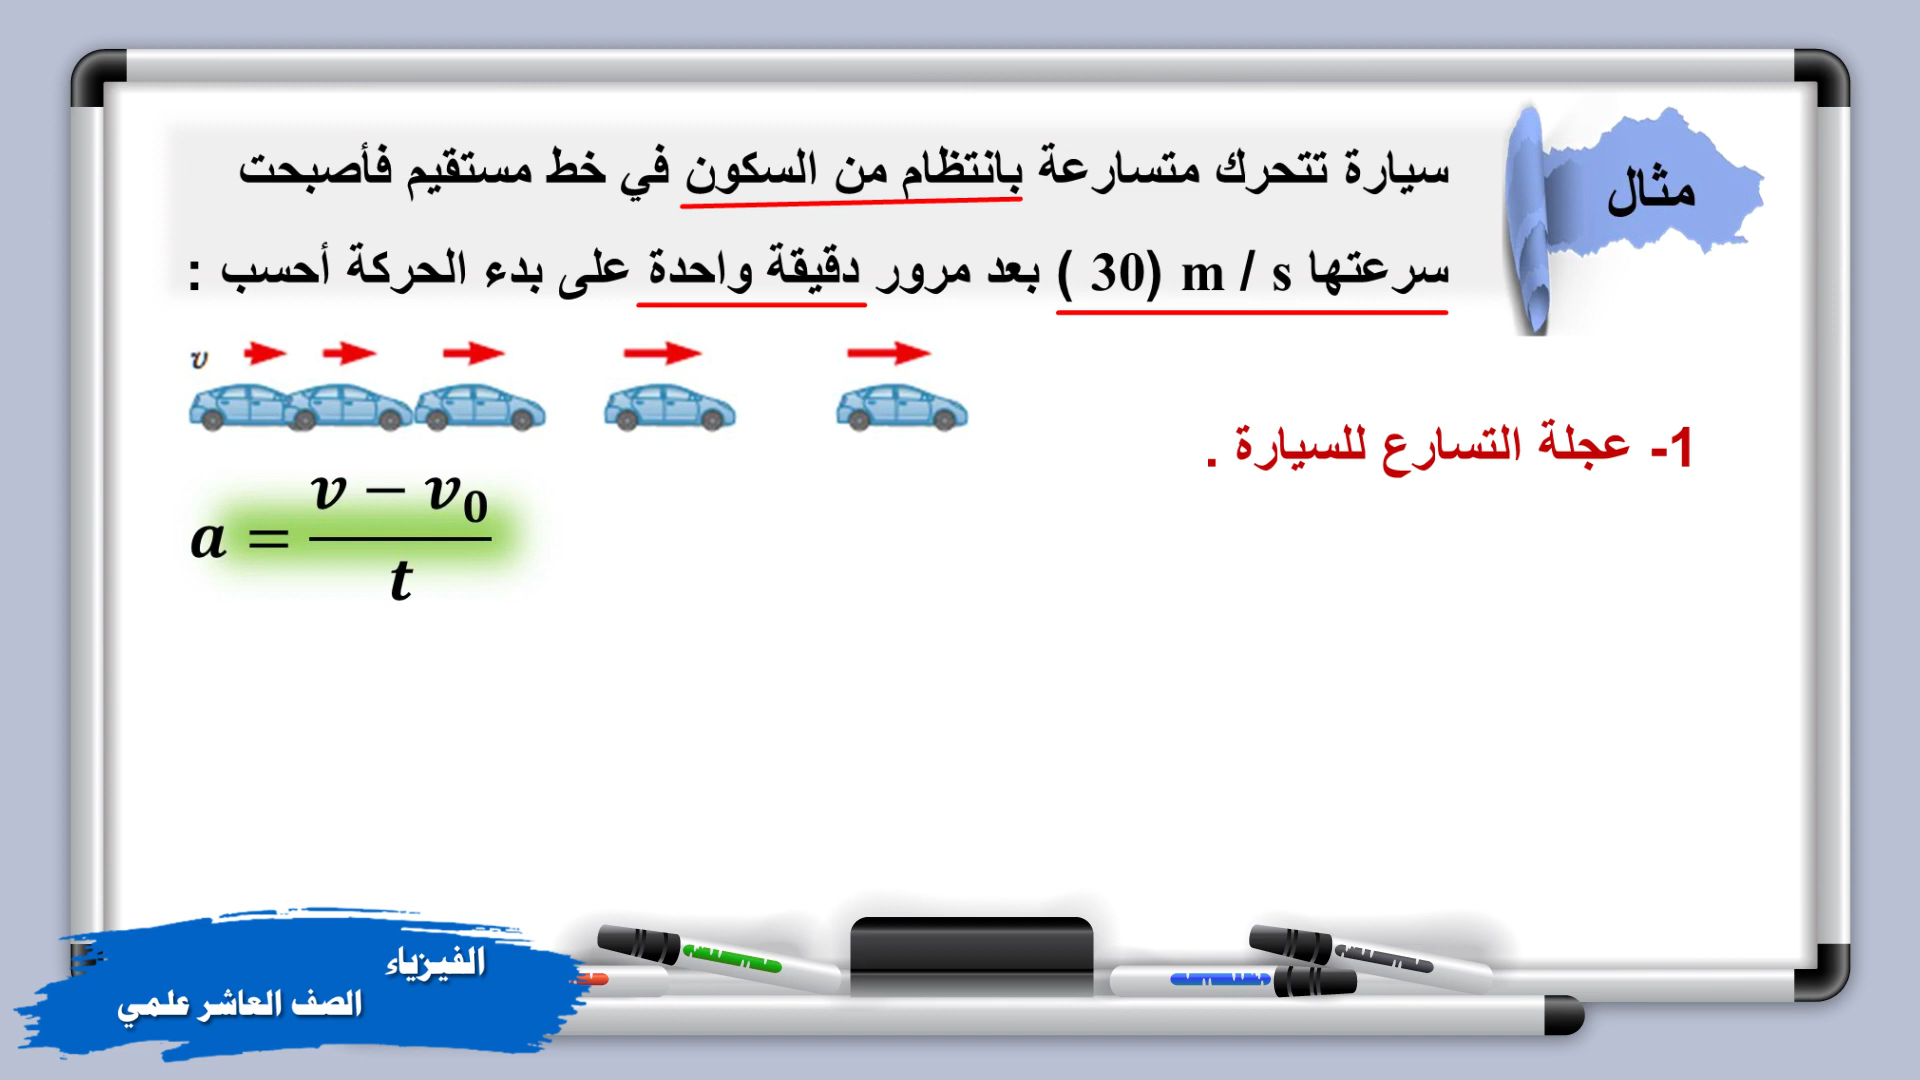 مثال
سيارة تتحرك متسارعة بانتظام من السكون في خط مستقيم فأصبحت
سرعتها m / s (30 ) بعد مرور دقيقة واحدة على بدء الحركة أحسب :
v
1- عجلة التسارع للسيارة .
a = (v − v₀) / t
الفيزياء
الصف العاشر علمي